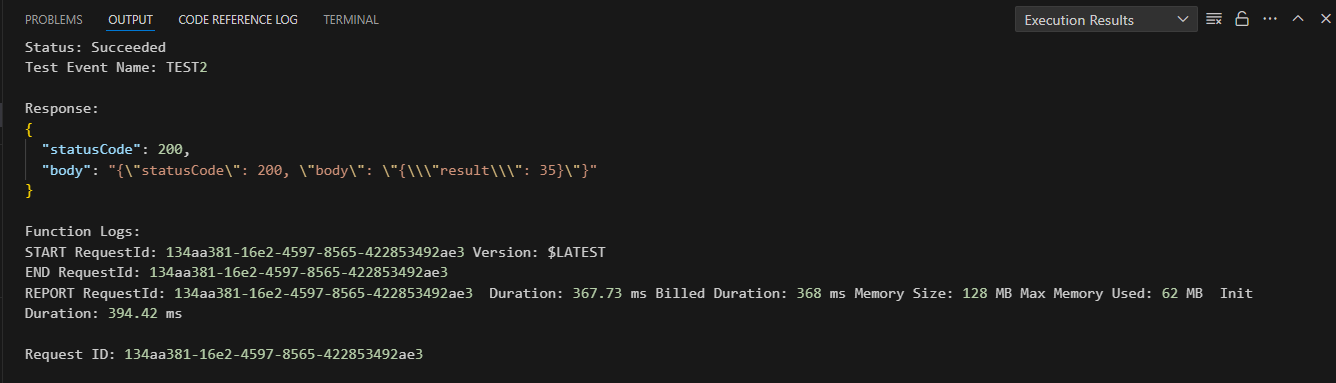 PROBLEMS OUTPUT CODE REFERENCE LOG TERMINAL Execution Results
Status: Succeeded
Test Event Name: TEST2
Response:
{
"statusCode": 200,
"body": "{\"statusCode\": 200, \"body\": \"{\\\"result\\\": 35}\"}"
}
Function Logs:
START RequestId: 134aa381-16e2-4597-8565-422853492ae3 Version: $LATEST
END RequestId: 134aa381-16e2-4597-8565-422853492ae3
REPORT RequestId: 134aa381-16e2-4597-8565-422853492ae3  Duration: 367.73 ms Billed Duration: 368 ms Memory Size: 128 MB Max Memory Used: 62 MB  Init
Duration: 394.42 ms
Request ID: 134aa381-16e2-4597-8565-422853492ae3